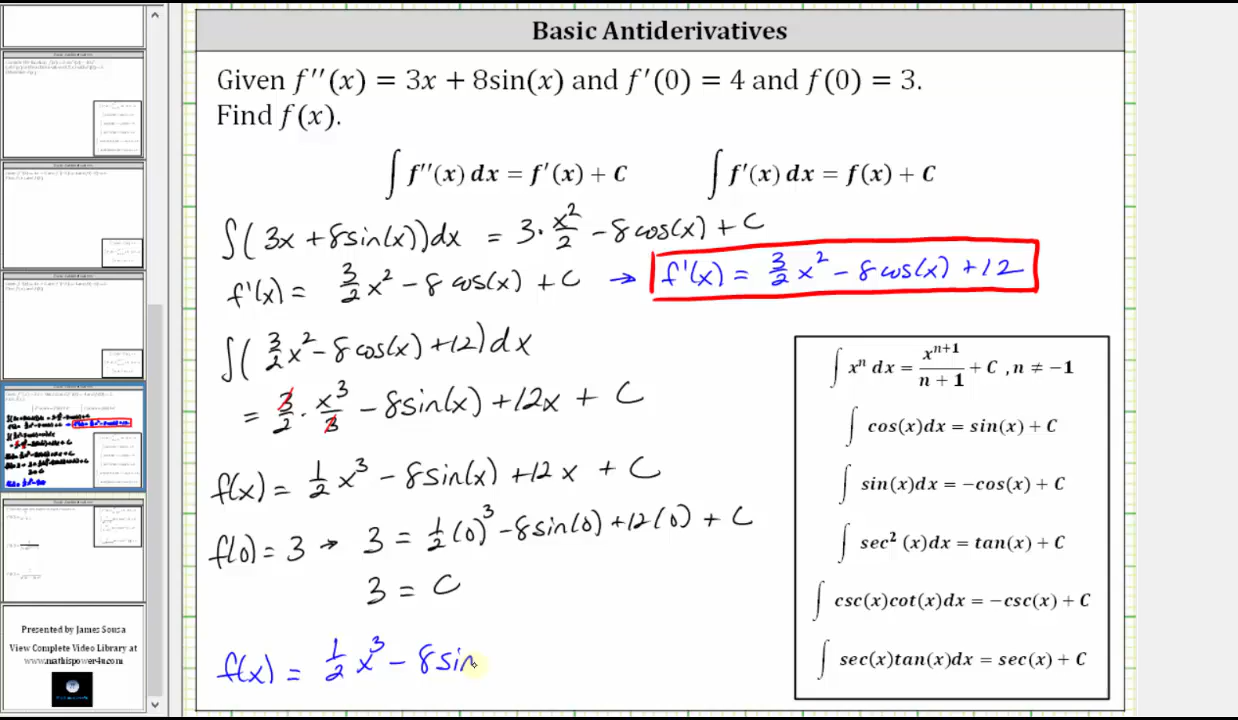 Basic Antiderivatives
Given f''(x) = 3x + 8sin(x) and f'(0) = 4 and f(0) = 3.
Find f(x).
∫ f''(x) dx = f'(x) + C
∫ f'(x) dx = f(x) + C
∫(3x + 8sin(x))dx = 3 · x²/2 - 8cos(x) + C
f'(x) = 3/2 x² - 8cos(x) + C → f'(x) = 3/2 x² - 8cos(x) + 12
∫(3/2 x² - 8cos(x) + 12)dx
= 3/2 · x³/3 - 8sin(x) + 12x + C
f(x) = 1/2 x³ - 8sin(x) + 12x + C
f(0) = 3 → 3 = 1/2 (0)³ - 8sin(0) + 12(0) + C
3 = C
f(x) = 1/2 x³ - 8sin
∫ xⁿ dx = xⁿ⁺¹/n + 1 + C , n ≠ −1
∫ cos(x)dx = sin(x) + C
∫ sin(x)dx = −cos(x) + C
∫ sec² (x)dx = tan(x) + C
∫ csc(x)cot(x)dx = −csc(x) + C
∫ sec(x)tan(x)dx = sec(x) + C
Presented by James Sousa
View Complete Video Library at
www.mathispower4u.com